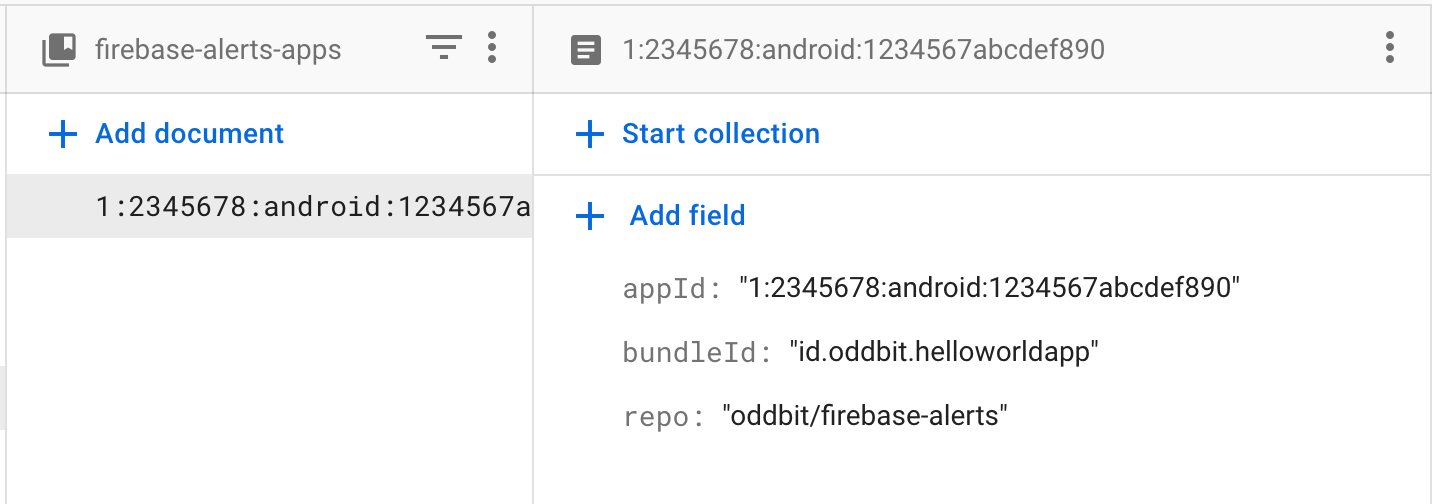 firebase-alerts-apps
Add document
1:2345678:android:1234567a
1:2345678:android:1234567abcdef890
Start collection
Add field
appId: "1:2345678:android:1234567abcdef890"
bundleId: "id.oddbit.helloworldapp"
repo: "oddbit/firebase-alerts"